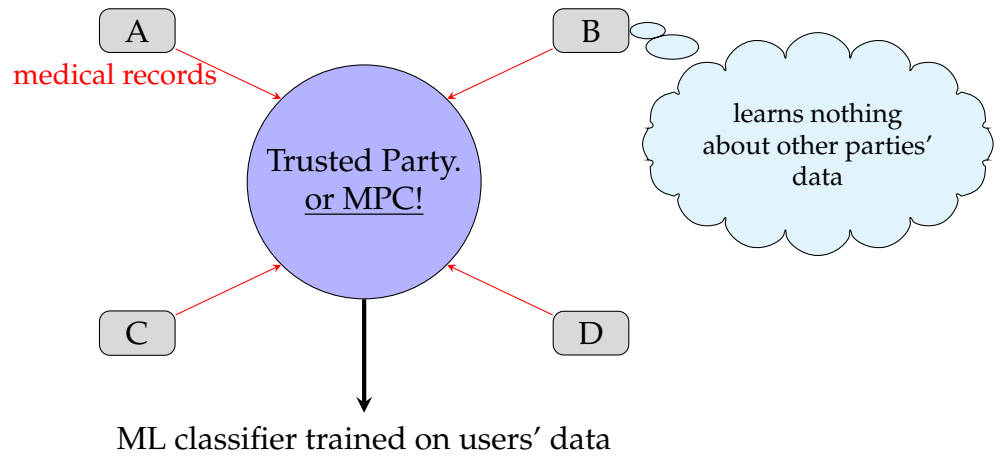 A
B
medical records
learns nothing
about other parties’
data
Trusted Party.
or MPC!
C
D
ML classifier trained on users’ data